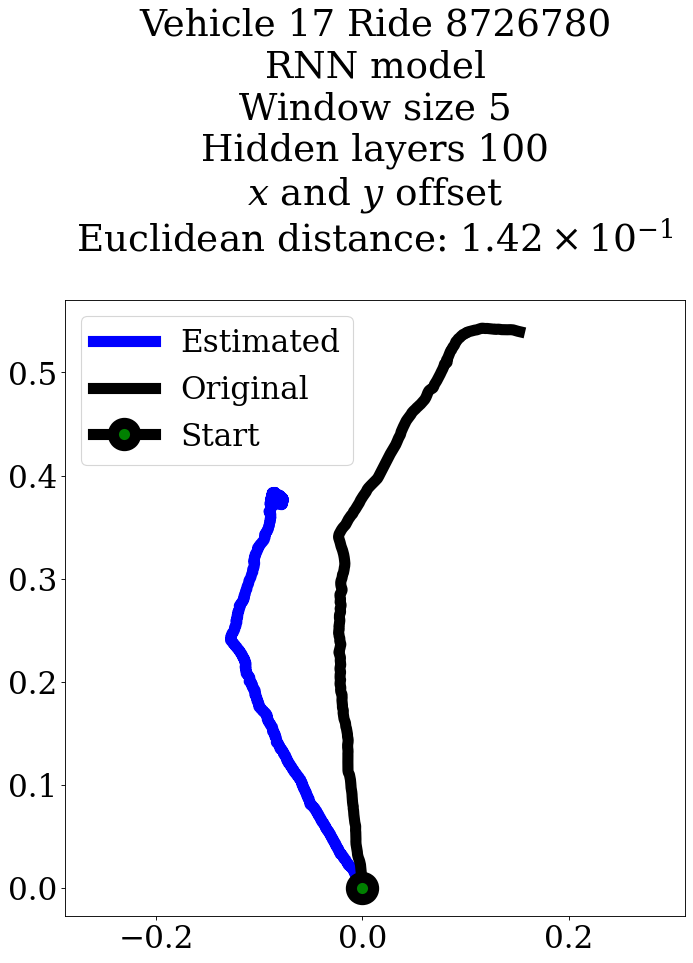 Vehicle 17 Ride 8726780
RNN model
Window size 5
Hidden layers 100
x and y offset
Euclidean distance: 1.42 × 10⁻¹
Estimated
Original
Start
0.5
0.4
0.3
0.2
0.1
0.0
−0.2 0.0 0.2